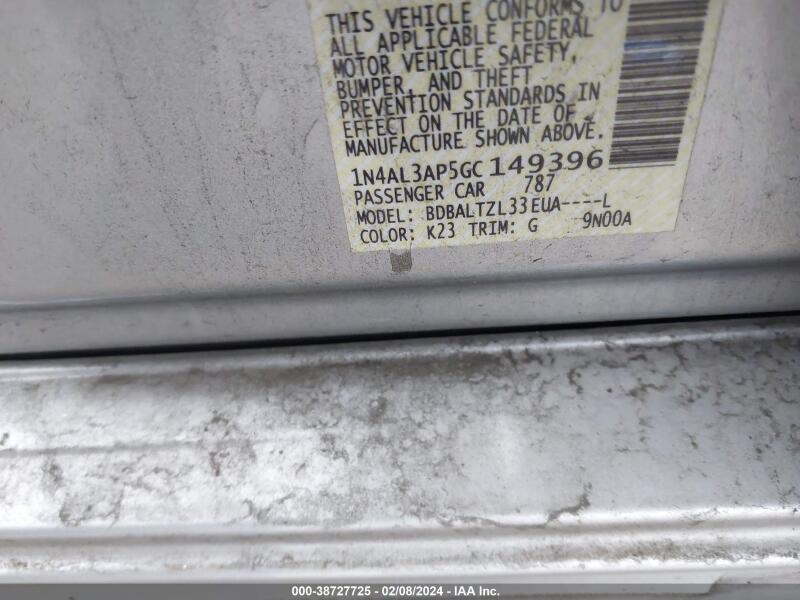 THIS VEHICLE CONFORMS TO
ALL APPLICABLE FEDERAL
MOTOR VEHICLE SAFETY,
BUMPER, AND THEFT
PREVENTION STANDARDS IN
EFFECT ON THE DATE OF
MANUFACTURE SHOWN ABOVE.
1N4AL3AP5GC149396
PASSENGER CAR 787
MODEL: BDBALTZL33EUA----L
COLOR: K23 TRIM: G 9N00A
000-38727725 - 02/08/2024 - IAA Inc.